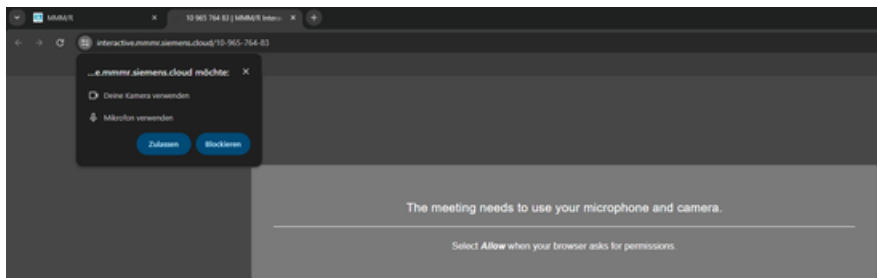 MMM/R
10 965 764 83 | MMM/R Intera
interactive.mmmr.siemens.cloud/10-965-764-83
...e.mmmr.siemens.cloud möchte:
Deine Kamera verwenden
Mikrofon verwenden
Zulassen Blockieren
The meeting needs to use your microphone and camera.
Select Allow when your browser asks for permissions.